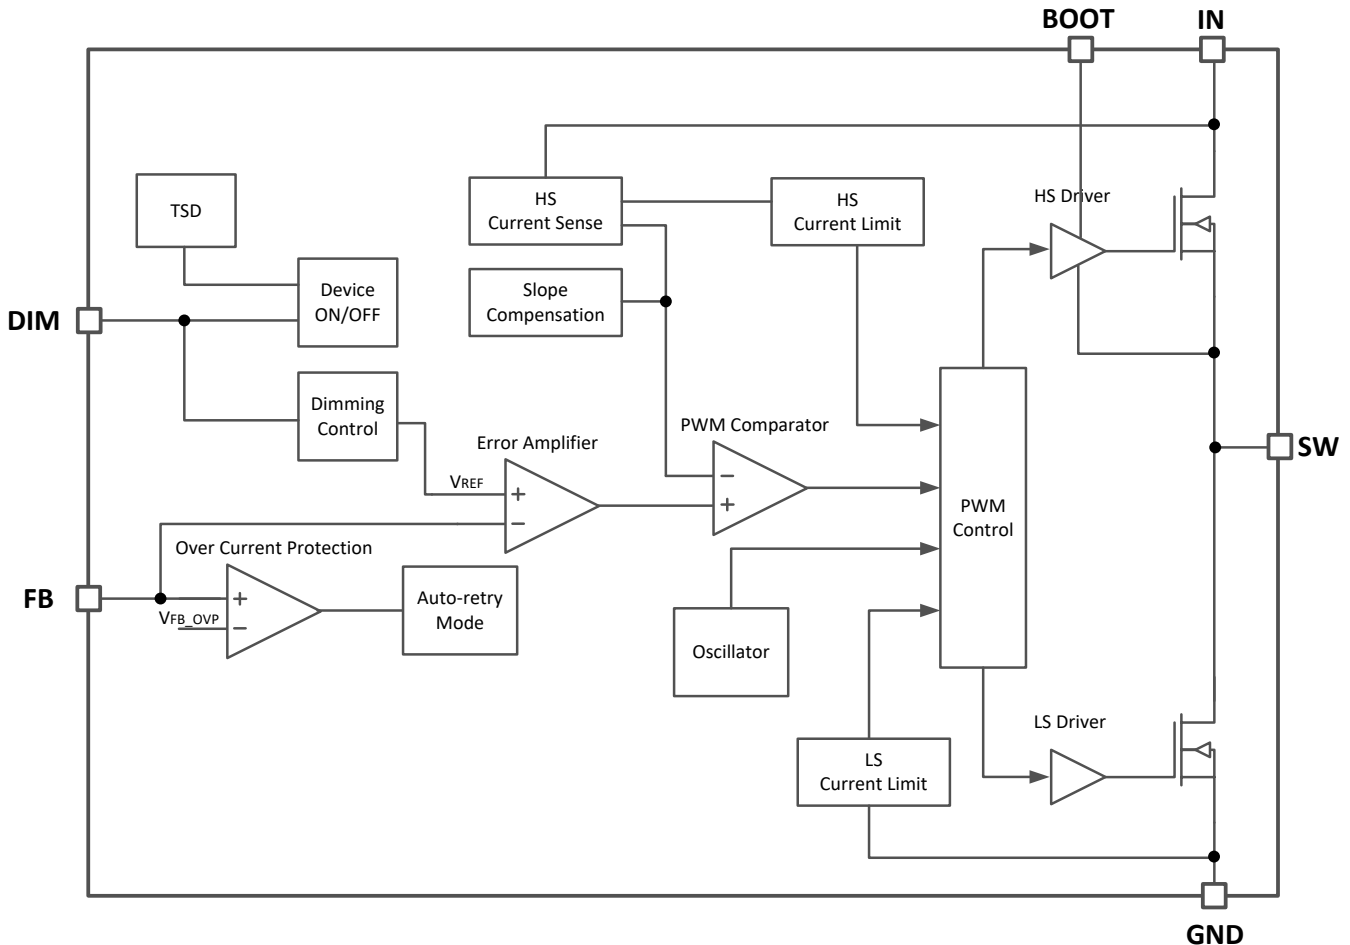 BOOT
IN
TSD
HS
Current Sense
HS
Current Limit
HS Driver
Device
ON/OFF
Slope
Compensation
DIM
Dimming
Control
Error Amplifier
PWM Comparator
SW
VREF
+
−
−
+
PWM
Control
Over Current Protection
FB
+
VFB_OVP
−
Auto-retry
Mode
Oscillator
LS Driver
LS
Current Limit
GND